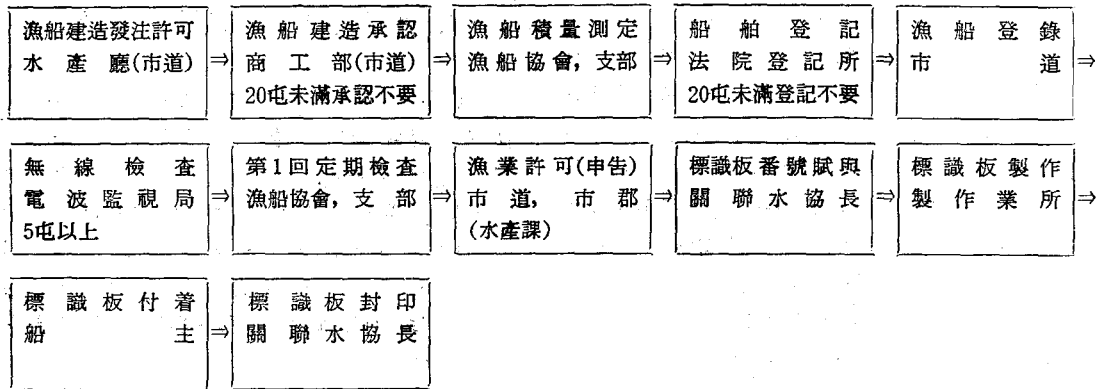 漁船建造發注許可
水產廳(市道)
⇒
漁船建造承認
商工部(市道)
20屯未滿承認不要
⇒
漁船積量測定
漁船協會, 支部
⇒
船舶登記
法院登記所
20屯未滿登記不要
⇒
漁船登錄
市道
⇒
無線檢査
電波監視局
5屯以上
⇒
第1回定期檢査
漁船協會, 支部
⇒
漁業許可(申告)
市道, 市郡
(水產課)
⇒
標識板番號賦與
關聯水協長
⇒
標識板製作
製作業所
⇒
標識板付着
船主
⇒
標識板封印
關聯水協長